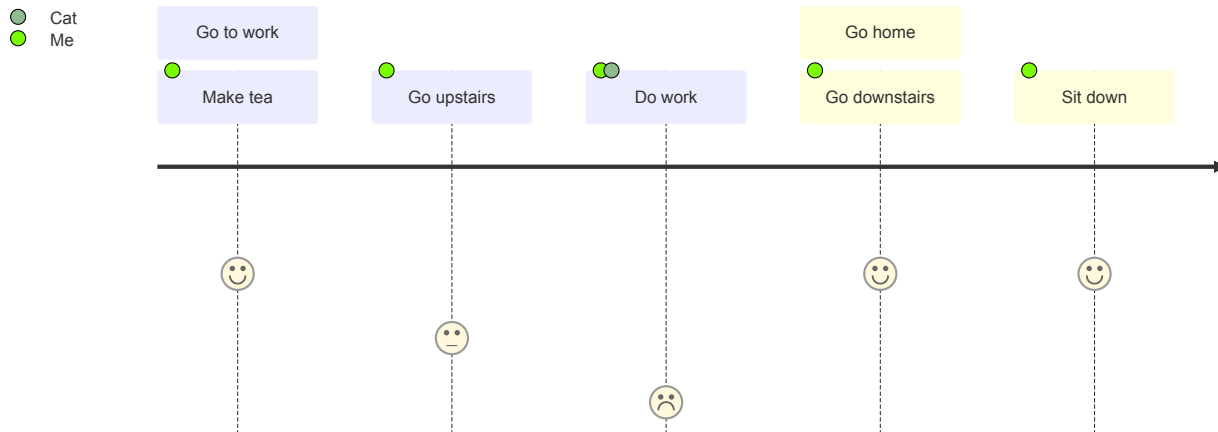 Cat
Me
Go to work
Go home
Make tea
Go upstairs
Do work
Go downstairs
Sit down